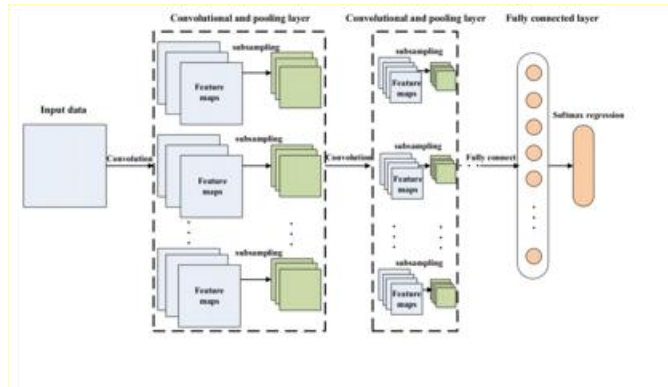 Convolutional and pooling layer
Convolutional and pooling layer
Fully connected layer
subsampling
Feature
maps
subsampling
Feature
maps
Input data
Softmax regression
Convolution
subsampling
Feature
maps
Convolution
subsampling
Feature
maps
Fully connect
subsampling
Feature
maps
subsampling
Feature
maps